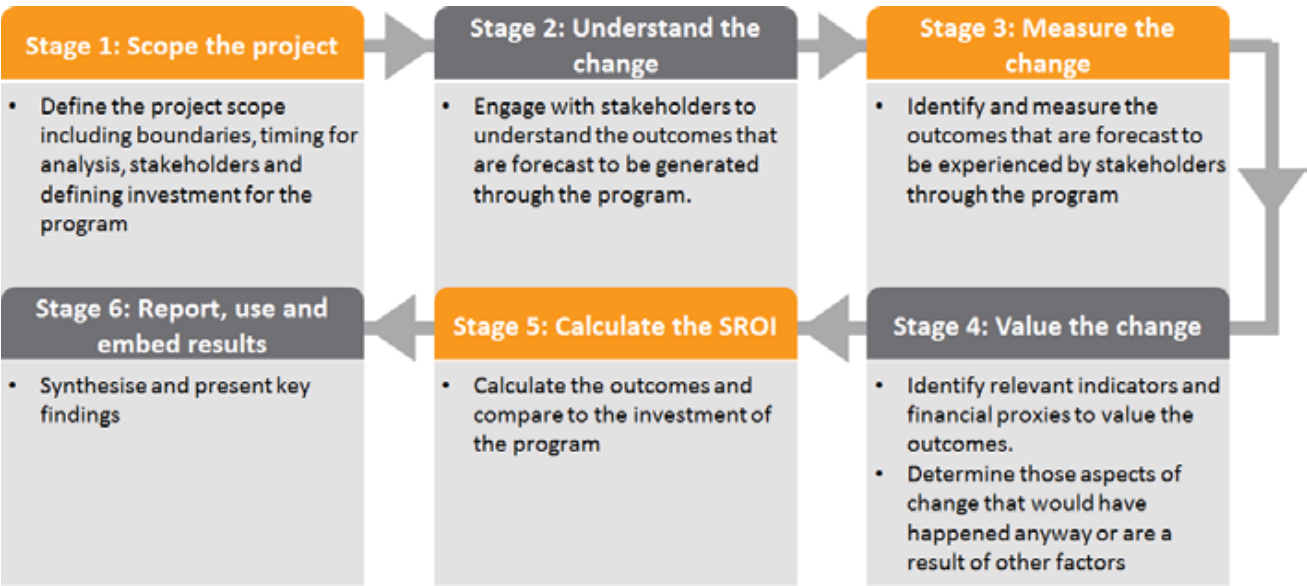 Stage 1: Scope the project
• Define the project scope
including boundaries, timing for
analysis, stakeholders and
defining investment for the
program
Stage 2: Understand the
change
• Engage with stakeholders to
understand the outcomes that
are forecast to be generated
through the program.
Stage 3: Measure the
change
• Identify and measure the
outcomes that are forecast to
be experienced by stakeholders
through the program
Stage 4: Value the change
• Identify relevant indicators and
financial proxies to value the
outcomes.
• Determine those aspects of
change that would have
happened anyway or are a
result of other factors
Stage 5: Calculate the SROI
• Calculate the outcomes and
compare to the investment of
the program
Stage 6: Report, use and
embed results
• Synthesise and present key
findings